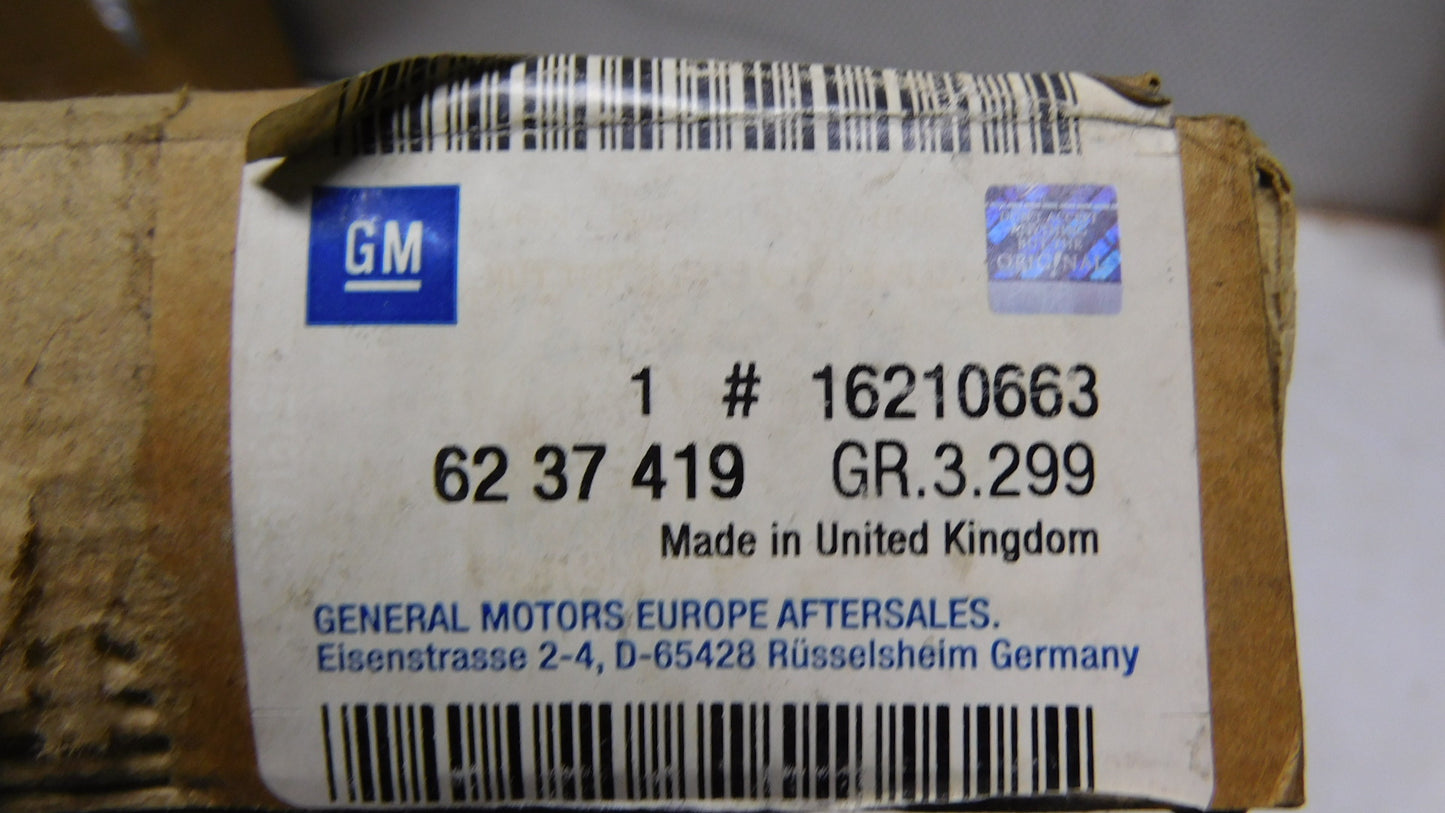 GM
ORIGINAL
1 # 16210663
62 37 419 GR.3.299
Made in United Kingdom
GENERAL MOTORS EUROPE AFTERSALES.
Eisenstrasse 2-4, D-65428 Rüsselsheim Germany